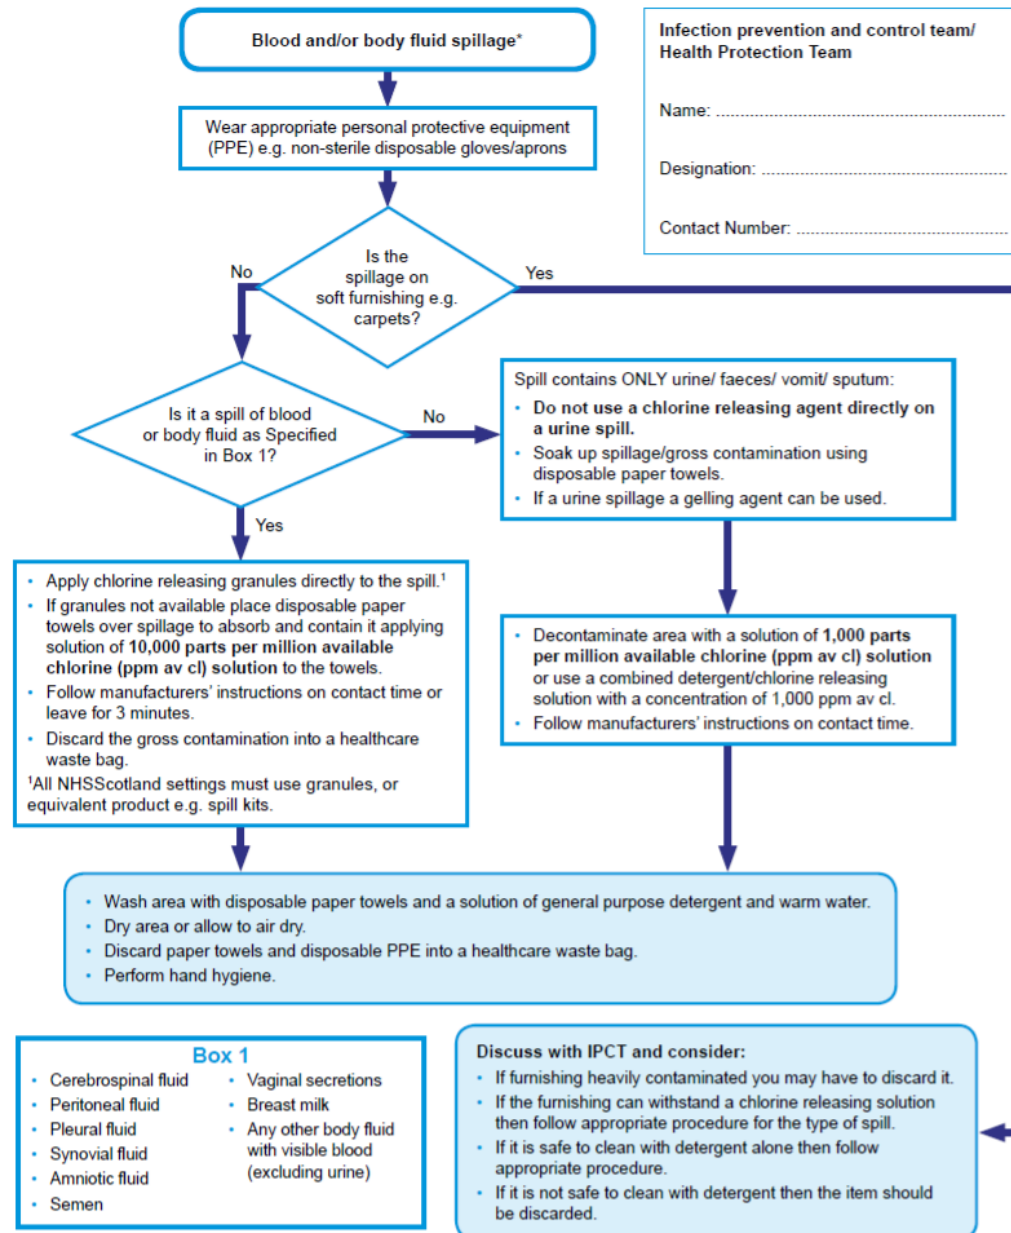 Blood and/or body fluid spillage*
Infection prevention and control team/
Health Protection Team
Name: ................................................................
Designation: ......................................................
Contact Number: ..............................................
Wear appropriate personal protective equipment
(PPE) e.g. non-sterile disposable gloves/aprons
Is the
spillage on
soft furnishing e.g.
carpets?
No
Yes
Is it a spill of blood
or body fluid as Specified
in Box 1?
No
Yes
Spill contains ONLY urine/ faeces/ vomit/ sputum:
• Do not use a chlorine releasing agent directly on
a urine spill.
• Soak up spillage/gross contamination using
disposable paper towels.
• If a urine spillage a gelling agent can be used.
• Apply chlorine releasing granules directly to the spill.¹
• If granules not available place disposable paper
towels over spillage to absorb and contain it applying
solution of 10,000 parts per million available
chlorine (ppm av cl) solution to the towels.
• Follow manufacturers' instructions on contact time or
leave for 3 minutes.
• Discard the gross contamination into a healthcare
waste bag.
¹All NHSScotland settings must use granules, or
equivalent product e.g. spill kits.
• Decontaminate area with a solution of 1,000 parts
per million available chlorine (ppm av cl) solution
or use a combined detergent/chlorine releasing
solution with a concentration of 1,000 ppm av cl.
• Follow manufacturers' instructions on contact time.
• Wash area with disposable paper towels and a solution of general purpose detergent and warm water.
• Dry area or allow to air dry.
• Discard paper towels and disposable PPE into a healthcare waste bag.
• Perform hand hygiene.
Box 1
• Cerebrospinal fluid
• Peritoneal fluid
• Pleural fluid
• Synovial fluid
• Amniotic fluid
• Semen
• Vaginal secretions
• Breast milk
• Any other body fluid
with visible blood
(excluding urine)
Discuss with IPCT and consider:
• If furnishing heavily contaminated you may have to discard it.
• If the furnishing can withstand a chlorine releasing solution
then follow appropriate procedure for the type of spill.
• If it is safe to clean with detergent alone then follow
appropriate procedure.
• If it is not safe to clean with detergent then the item should
be discarded.